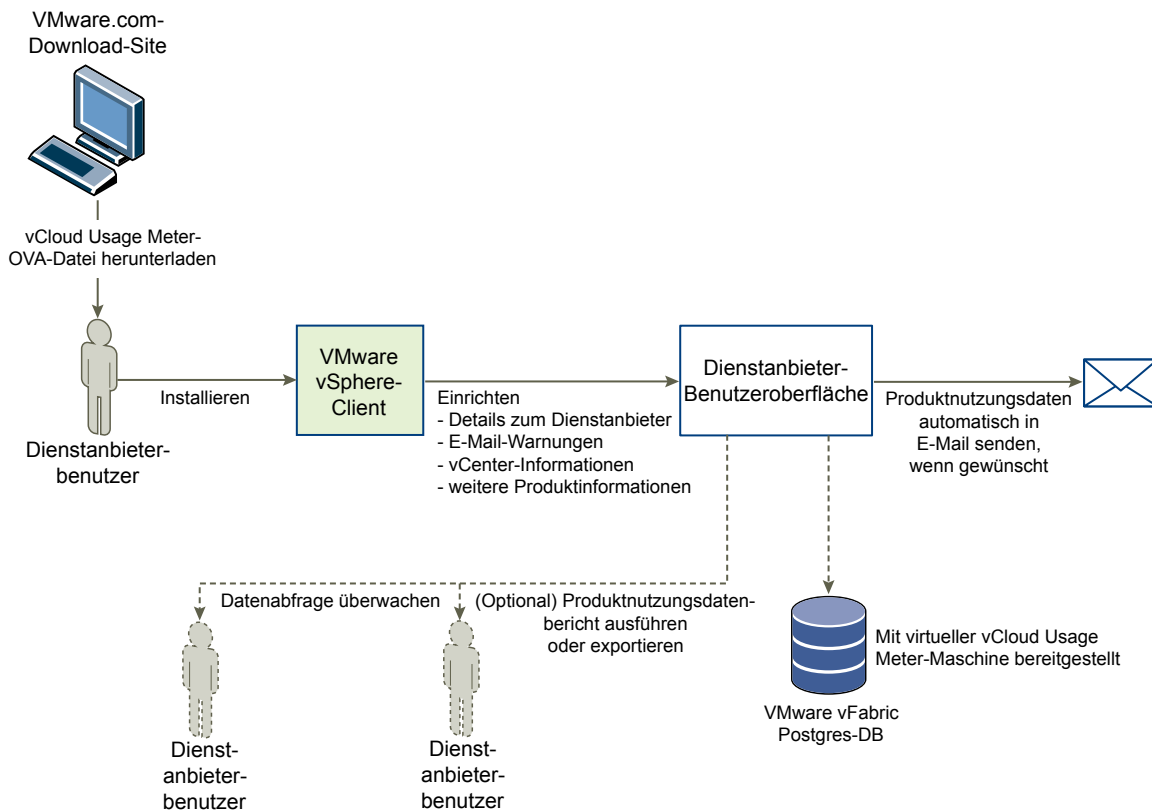 VMware.com-
Download-Site
vCloud Usage Meter-
OVA-Datei herunterladen
Dienstanbieter-
benutzer
Installieren
VMware
vSphere-
Client
Einrichten
- Details zum Dienstanbieter
- E-Mail-Warnungen
- vCenter-Informationen
- weitere Produktinformationen
Dienstanbieter-
Benutzeroberfläche
Produktnutzungsdaten
automatisch in
E-Mail senden,
wenn gewünscht
Datenabfrage überwachen
(Optional) Produktnutzungsdaten-
bericht ausführen
oder exportieren
Dienst-
anbieter-
benutzer
Dienst-
anbieter-
benutzer
Mit virtueller vCloud Usage
Meter-Maschine bereitgestellt
VMware vFabric
Postgres-DB